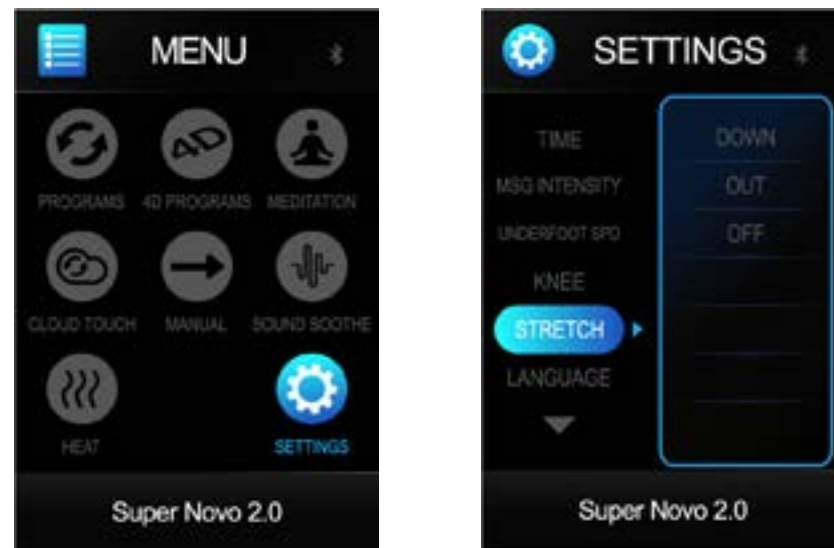 MENU
PROGRAMS
4D PROGRAMS
MEDITATION
CLOUD TOUCH
MANUAL
SOUND SOOTHE
HEAT
SETTINGS
Super Novo 2.0
SETTINGS
TIME
MSG INTENSITY
UNDERFOOT SPD
KNEE
STRETCH
LANGUAGE
DOWN
OUT
OFF
Super Novo 2.0